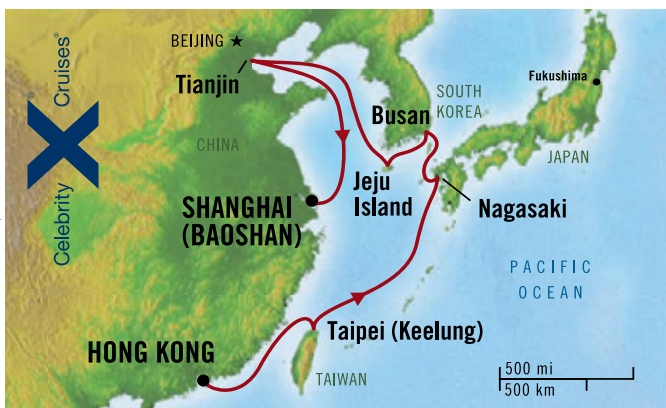 Celebrity X Cruises®
BEIJING ★
Tianjin
CHINA
SHANGHAI
(BAOSHAN)
HONG KONG
Taipei (Keelung)
TAIWAN
Jeju
Island
Busan
SOUTH
KOREA
Nagasaki
JAPAN
Fukushima
PACIFIC
OCEAN
500 mi
500 km